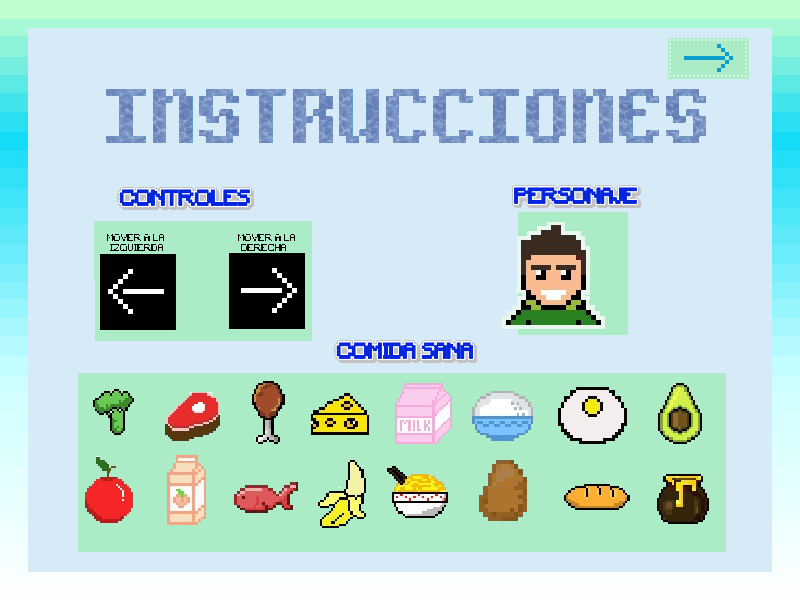 INSTRUCCIONES
CONTROLES
PERSONAJE
MOVER A LA
IZQUIERDA
MOVER A LA
DERECHA
COMIDA SANA
MILK